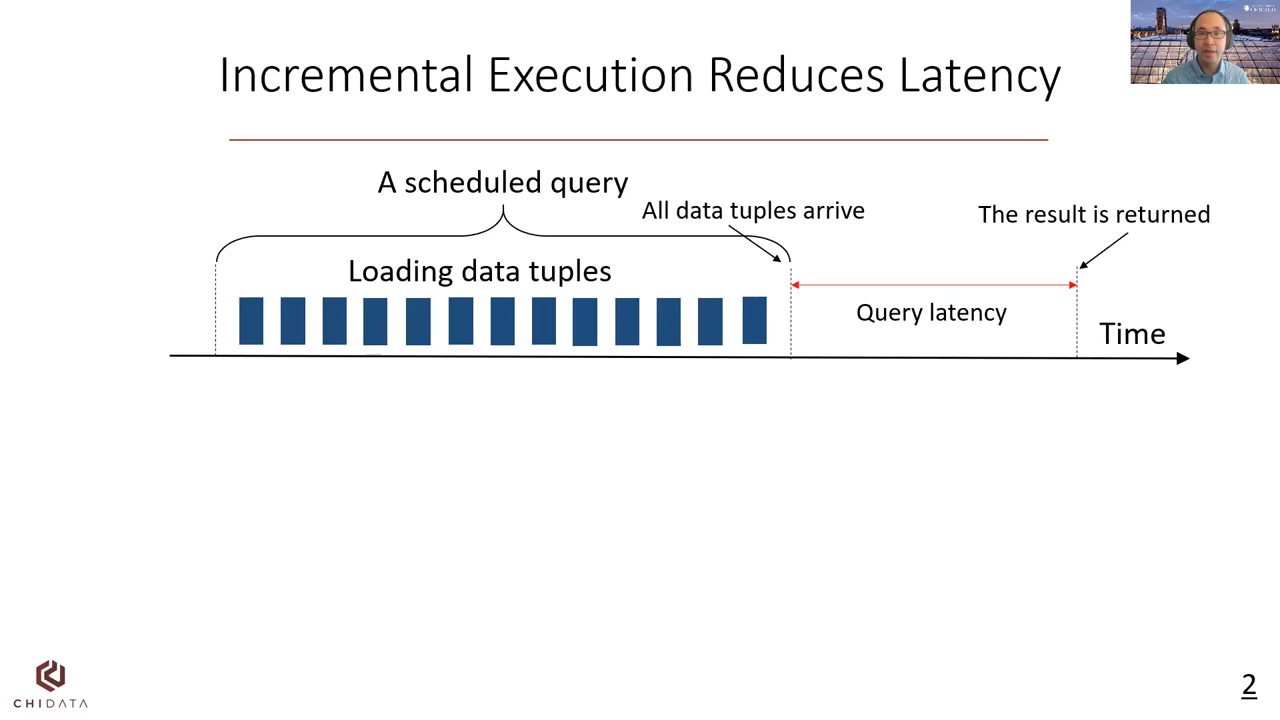 Incremental Execution Reduces Latency
A scheduled query
All data tuples arrive
The result is returned
Loading data tuples
Query latency
Time
CHIDATA
2